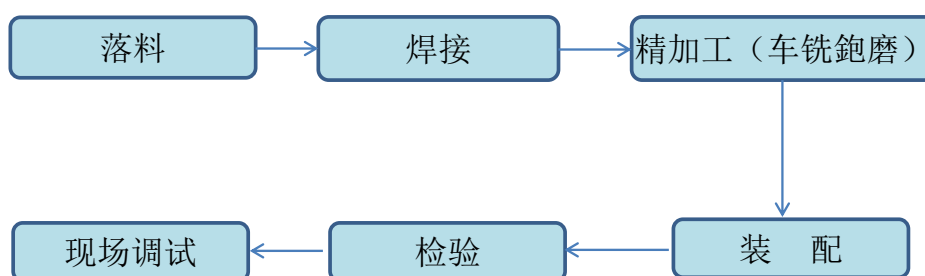 落料
焊接
精加工（车铣鉋磨）
装 配
检验
现场调试